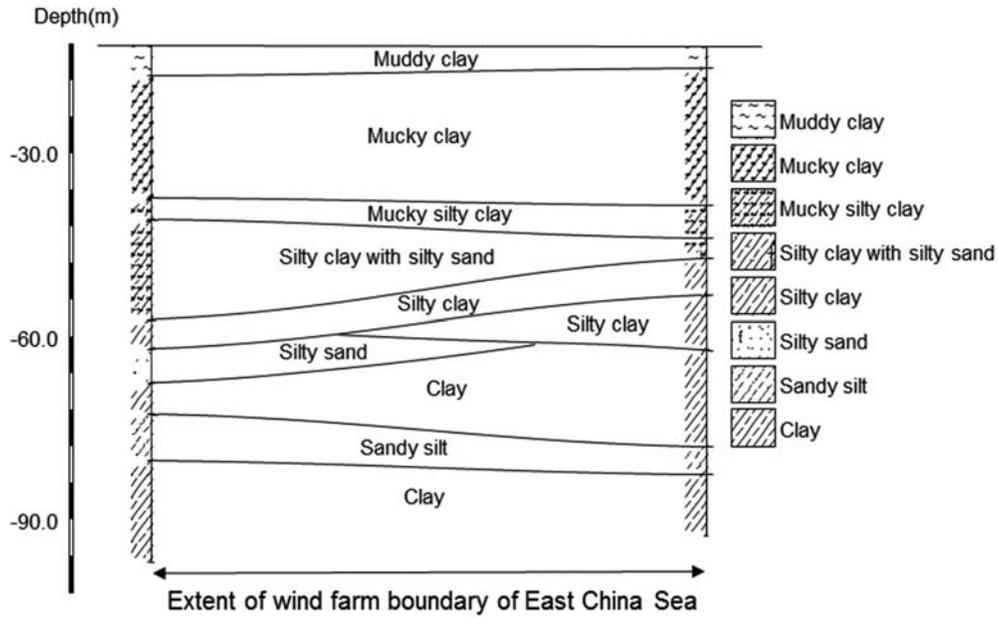 Depth(m)
Muddy clay
Mucky clay
-30.0
Mucky silty clay
Silty clay with silty sand
Silty clay
Silty clay
-60.0
Silty sand
Clay
Sandy silt
Clay
-90.0
Muddy clay
Mucky clay
Mucky silty clay
Silty clay with silty sand
Silty clay
Silty sand
Sandy silt
Clay
Extent of wind farm boundary of East China Sea